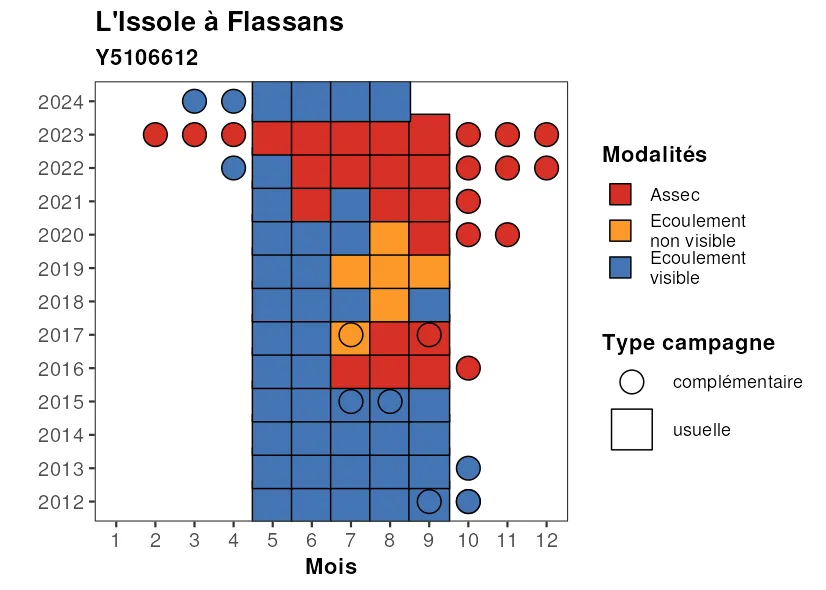 L'Issole à Flassans
Y5106612
2024
2023
2022
2021
2020
2019
2018
2017
2016
2015
2014
2013
2012
1 2 3 4 5 6 7 8 9 10 11 12
Mois
Modalités
Assec
Ecoulement
non visible
Ecoulement
visible
Type campagne
complémentaire
usuelle